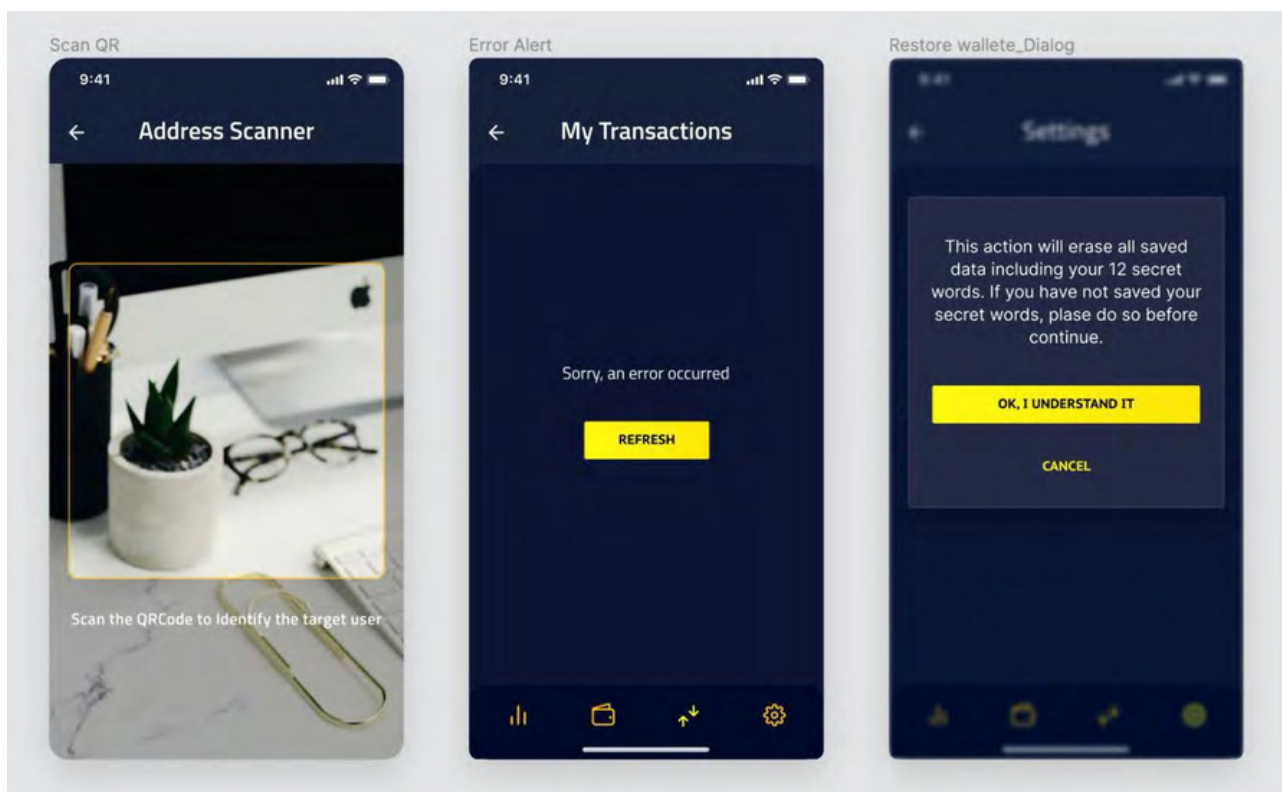 Scan QR
9:41
Address Scanner
Scan the QRCode to Identify the target user
Error Alert
9:41
My Transactions
Sorry, an error occurred
REFRESH
Restore wallete_Dialog
9:41
Settings
This action will erase all saved
data including your 12 secret
words. If you have not saved your
secret words, plase do so before
continue.
OK, I UNDERSTAND IT
CANCEL